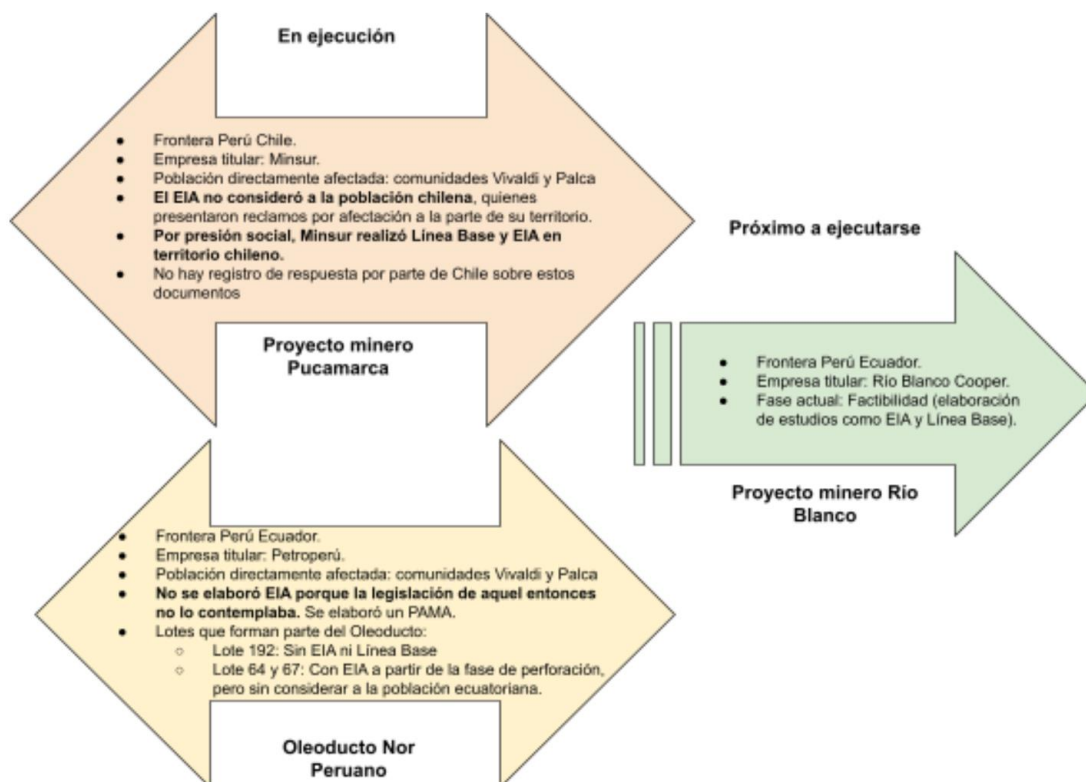 En ejecución
● Frontera Perú Chile.
● Empresa titular: Minsur.
● Población directamente afectada: comunidades Vivaldi y Palca
● El EIA no consideró a la población chilena, quienes
presentaron reclamos por afectación a la parte de su territorio.
● Por presión social, Minsur realizó Línea Base y EIA en
territorio chileno.
● No hay registro de respuesta por parte de Chile sobre estos
documentos
Proyecto minero
Pucamarca
Próximo a ejecutarse
● Frontera Perú Ecuador.
● Empresa titular: Río Blanco Cooper.
● Fase actual: Factibilidad (elaboración
de estudios como EIA y Línea Base).
Proyecto minero Río
Blanco
● Frontera Perú Ecuador.
● Empresa titular: Petroperú.
● Población directamente afectada: comunidades Vivaldi y Palca
● No se elaboró EIA porque la legislación de aquel entonces
no lo contemplaba. Se elaboró un PAMA.
● Lotes que forman parte del Oleoducto:
○ Lote 192: Sin EIA ni Línea Base
○ Lote 64 y 67: Con EIA a partir de la fase de perforación,
pero sin considerar a la población ecuatoriana.
Oleoducto Nor
Peruano